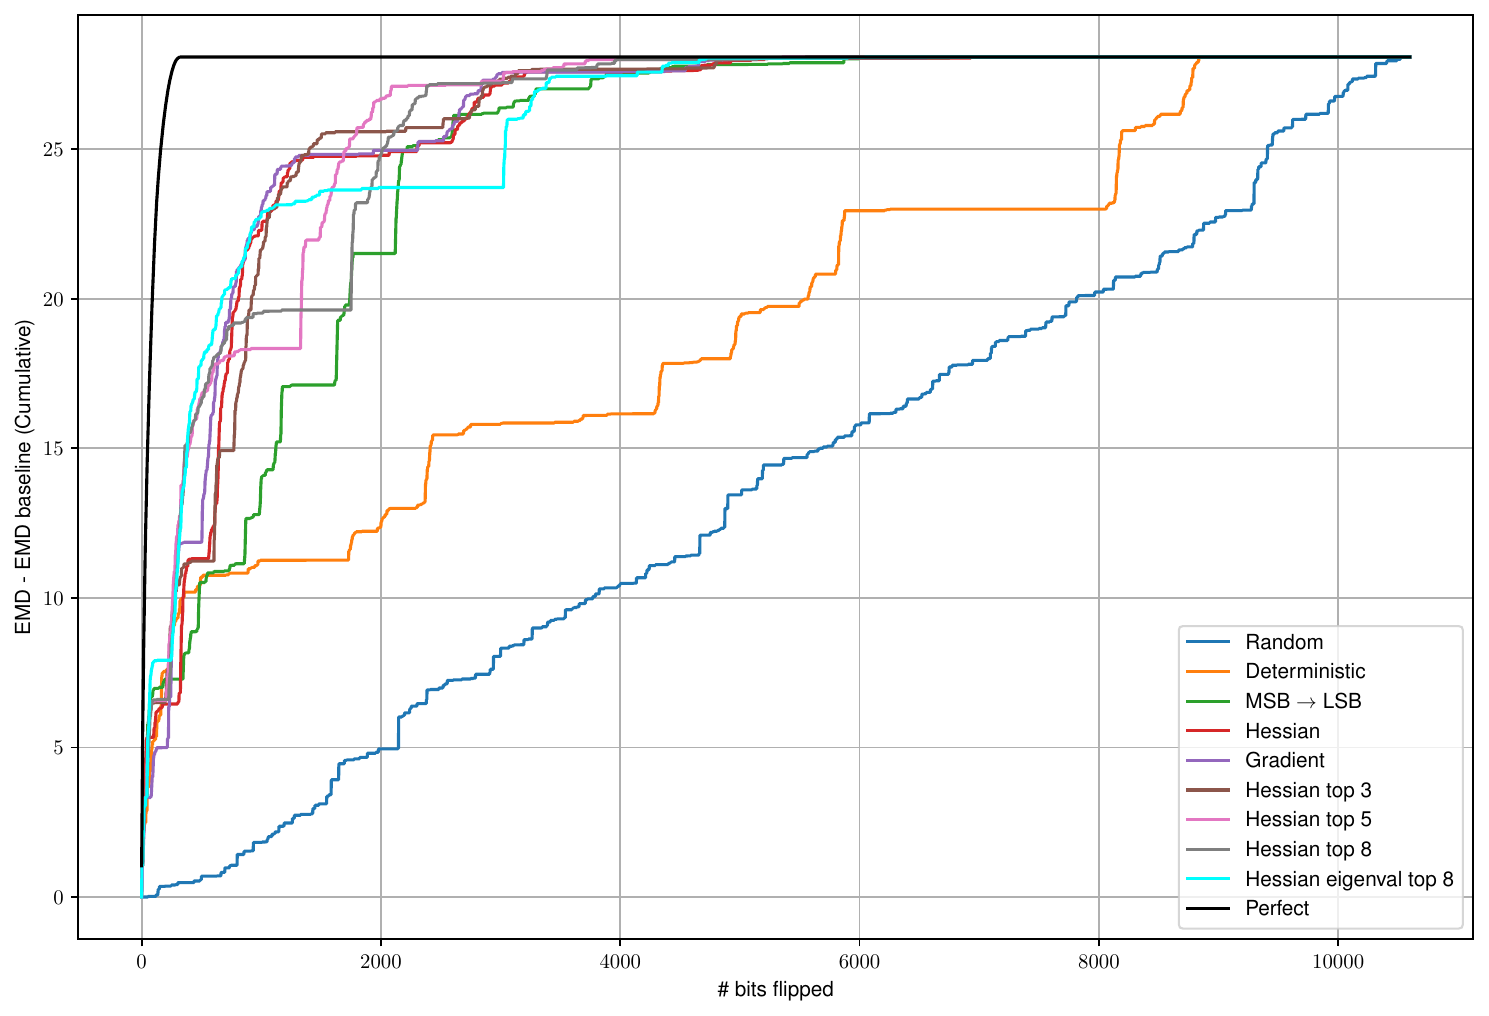 EMD - EMD baseline (Cumulative)
25
20
15
10
5
0
0 2000 4000 6000 8000 10000
# bits flipped
Random
Deterministic
MSB → LSB
Hessian
Gradient
Hessian top 3
Hessian top 5
Hessian top 8
Hessian eigenval top 8
Perfect